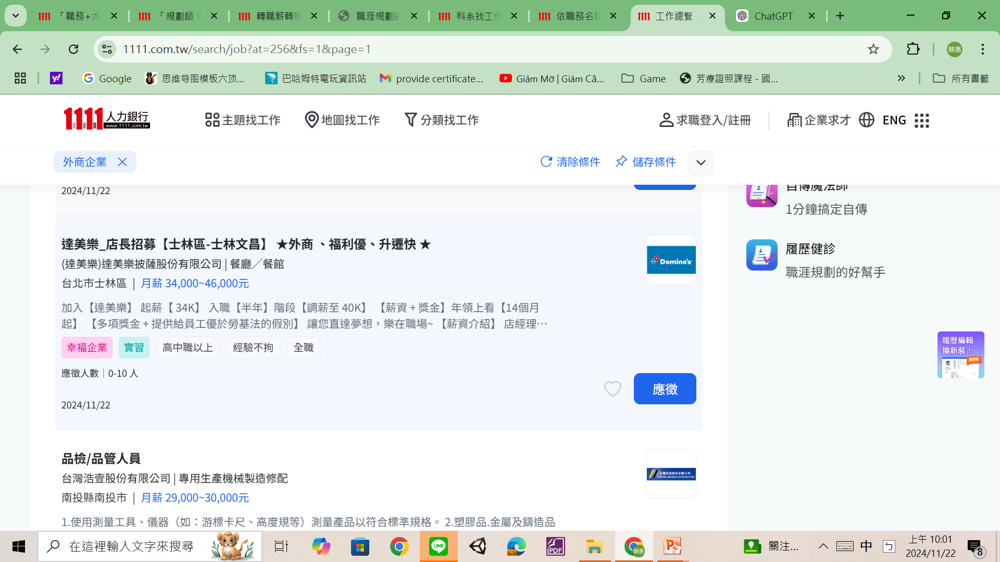 「職務+大
「規劃師 
轉職薪轉機
職涯規劃的
科系找工作
依職務名稱
工作總覽 -
ChatGPT
1111.com.tw/search/job?at=256&fs=1&page=1
錦惠
Google
思维导图模板六顶...
巴哈姆特電玩資訊站
provide certificate...
Giảm Mỡ | Giảm Câ...
Game
芳療證照課程 - 國...
所有書籤
1111 人力銀行
www.1111.com.tw
主題找工作
地圖找工作
分類找工作
求職登入/註冊
企業求才
ENG
外商企業
清除條件
儲存條件
2024/11/22
自傳魔法師
1分鐘搞定自傳
達美樂_店長招募【士林區-士林文昌】 ★外商 、福利優、升遷快 ★
(達美樂)達美樂披薩股份有限公司 | 餐廳／餐館
台北市士林區 | 月薪 34,000~46,000元
Domino's
履歷健診
職涯規劃的好幫手
加入【達美樂】 起薪【 34K】 入職【半年】階段【調薪至 40K】 【薪資 + 獎金】年領上看【14個月
起】 【多項獎金 + 提供給員工優於勞基法的假別】 讓您直達夢想，樂在職場~ 【薪資介紹】 店經理…
幸福企業
實習
高中職以上
經驗不拘
全職
應徵人數｜0-10 人
應徵
2024/11/22
履歷編輯
換新裝！
NEW
品檢/品管人員
台灣浩壹股份有限公司 | 專用生產機械製造修配
南投縣南投市 | 月薪 29,000~30,000元
台灣浩壹股份有限公司
TAIWAN HIROICHI CORPORATION
1.使用測量工具、儀器（如：游標卡尺、高度規等）測量產品以符合標準規格。 2.塑膠品.金屬及鑄造品
在這裡輸入文字來搜尋
LINE
PDF
關注...
中
ㄅ
上午 10:01
2024/11/22
8